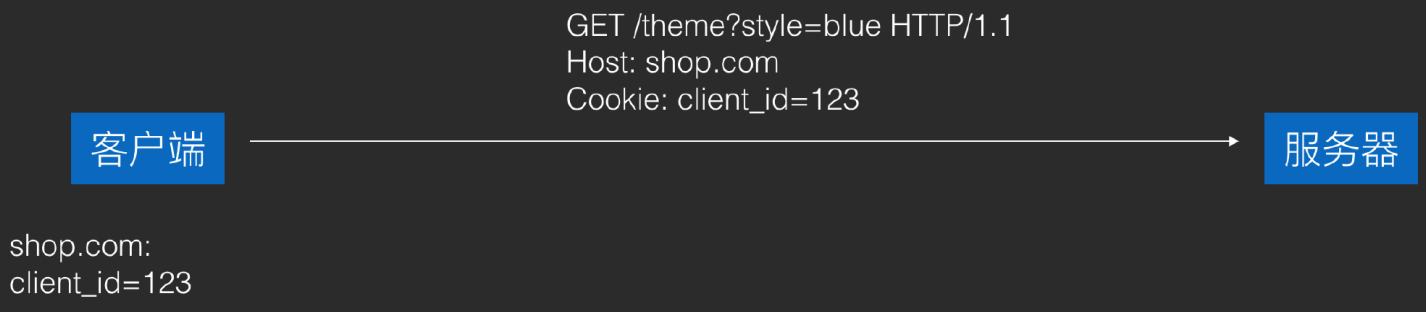 GET /theme?style=blue HTTP/1.1
Host: shop.com
Cookie: client_id=123
客户端
服务器
shop.com:
client_id=123